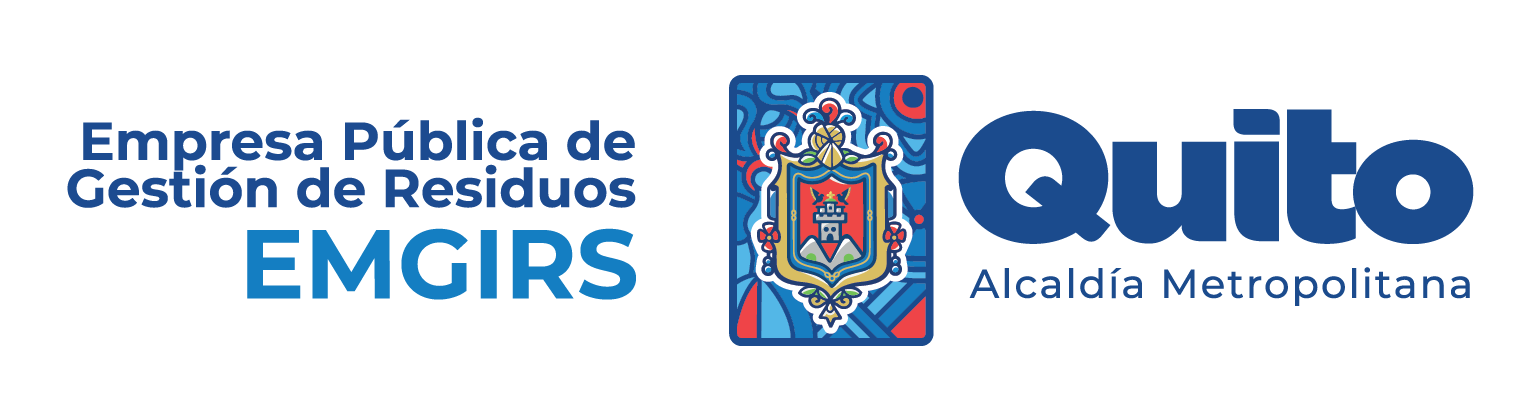 Empresa Pública de
Gestión de Residuos
EMGIRS
Quito
Alcaldía Metropolitana